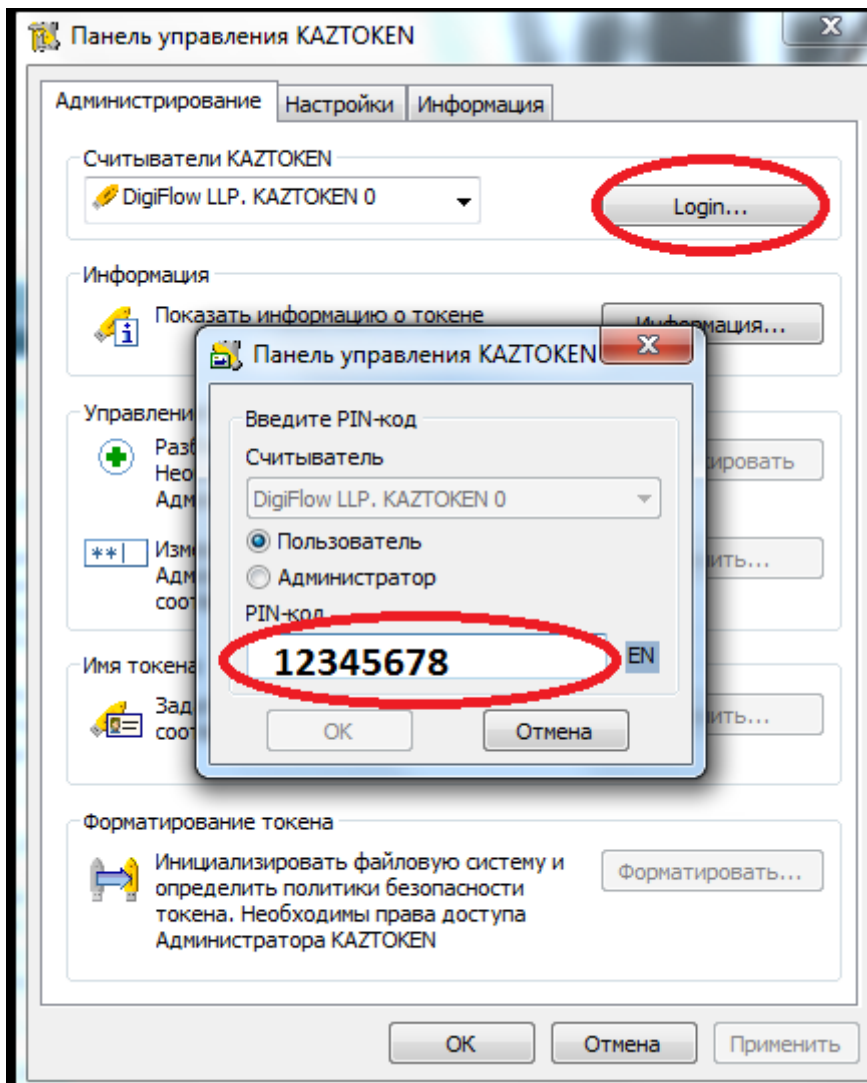 Панель управления KAZTOKEN
Администрирование
Настройки
Информация
Считыватели KAZTOKEN
DigiFlow LLP. KAZTOKEN 0
Login...
Информация
Показать информацию о токене
Панель управления KAZTOKEN
Введите PIN-код
Считыватель
DigiFlow LLP. KAZTOKEN 0
Пользователь
Администратор
PIN-код
12345678
EN
OK
Отмена
Имя токена
Форматирование токена
Инициализировать файловую систему и
определить политики безопасности
токена. Необходимы права доступа
Администратора KAZTOKEN
Форматировать...
OK
Отмена
Применить